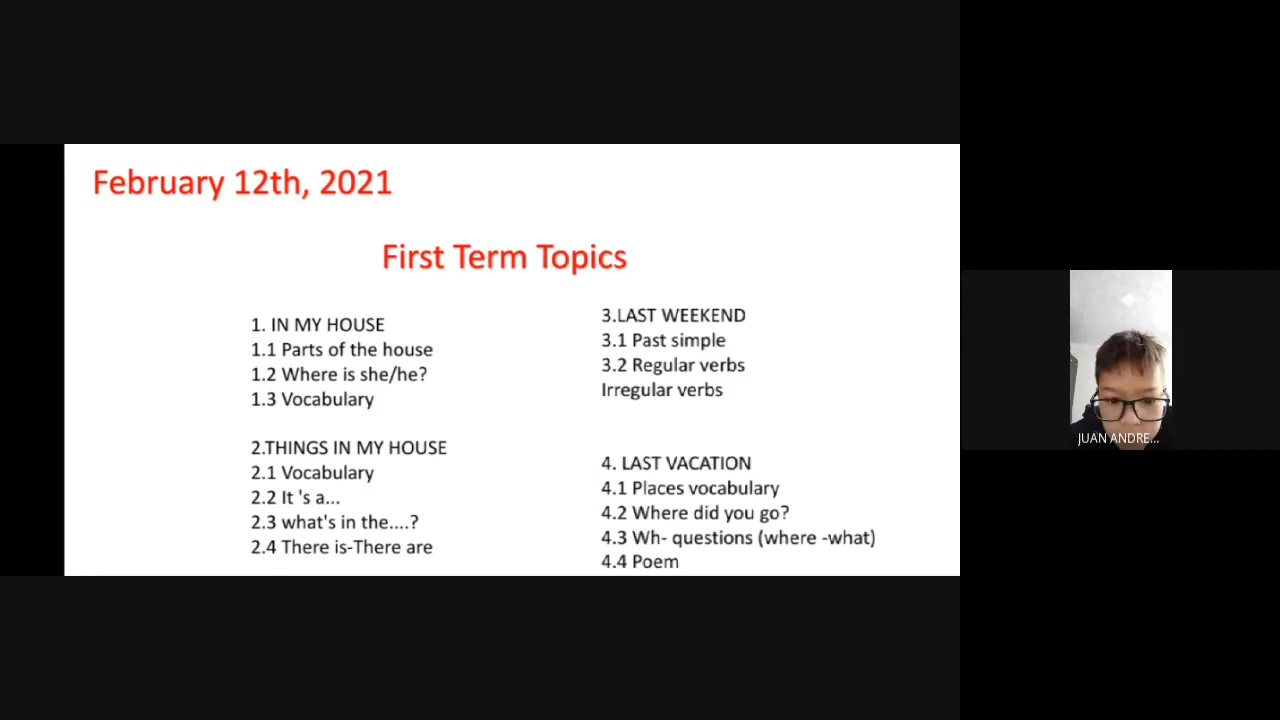 February 12th, 2021
First Term Topics
1. IN MY HOUSE
1.1 Parts of the house
1.2 Where is she/he?
1.3 Vocabulary
2.THINGS IN MY HOUSE
2.1 Vocabulary
2.2 It 's a...
2.3 what's in the....?
2.4 There is-There are
3.LAST WEEKEND
3.1 Past simple
3.2 Regular verbs
Irregular verbs
4. LAST VACATION
4.1 Places vocabulary
4.2 Where did you go?
4.3 Wh- questions (where -what)
4.4 Poem
JUAN ANDRE...